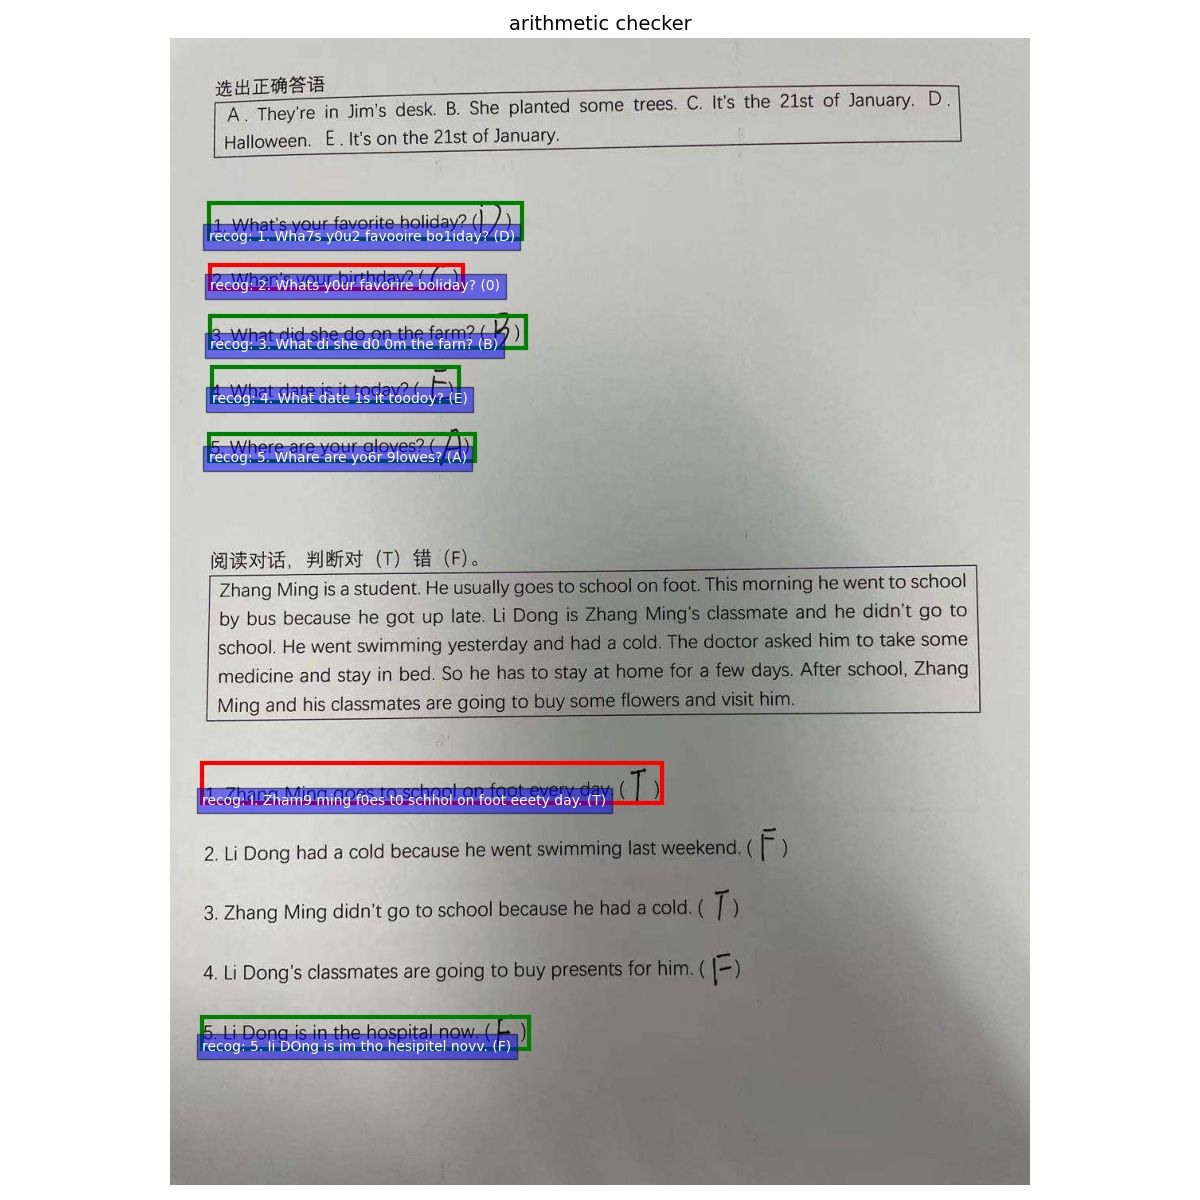 arithmetic checker
选出正确答语
A. They're in Jim's desk. B. She planted some trees. C. It's the 21st of January. D.
Halloween. E. It's on the 21st of January.
1. What's your favorite holiday? (D)
recog: 1. Wha7s y0u2 favooire bo1iday? (D)
2. When's your birthday? ( )
recog: 2. Whats y0ur favorire boliday? (0)
3. What did she do on the farm? (B)
recog: 3. What di she d0 0m the farn? (B)
4. What date is it today? (E)
recog: 4. What date 1s it toodoy? (E)
5. Where are your gloves? (A)
recog: 5. Whare are yo6r 9lowes? (A)
阅读对话，判断对（T）错（F）。
Zhang Ming is a student. He usually goes to school on foot. This morning he went to school
by bus because he got up late. Li Dong is Zhang Ming's classmate and he didn't go to
school. He went swimming yesterday and had a cold. The doctor asked him to take some
medicine and stay in bed. So he has to stay at home for a few days. After school, Zhang
Ming and his classmates are going to buy some flowers and visit him.
1. Zhang Ming goes to school on foot every day. (T)
recog: i. Zham9 ming f0es t0 schhol on foot eeety day. (T)
2. Li Dong had a cold because he went swimming last weekend. (F)
3. Zhang Ming didn't go to school because he had a cold. (T)
4. Li Dong's classmates are going to buy presents for him. (F)
5. Li Dong is in the hospital now. (F)
recog: 5. li DOng is im tho hesipitel novv. (F)